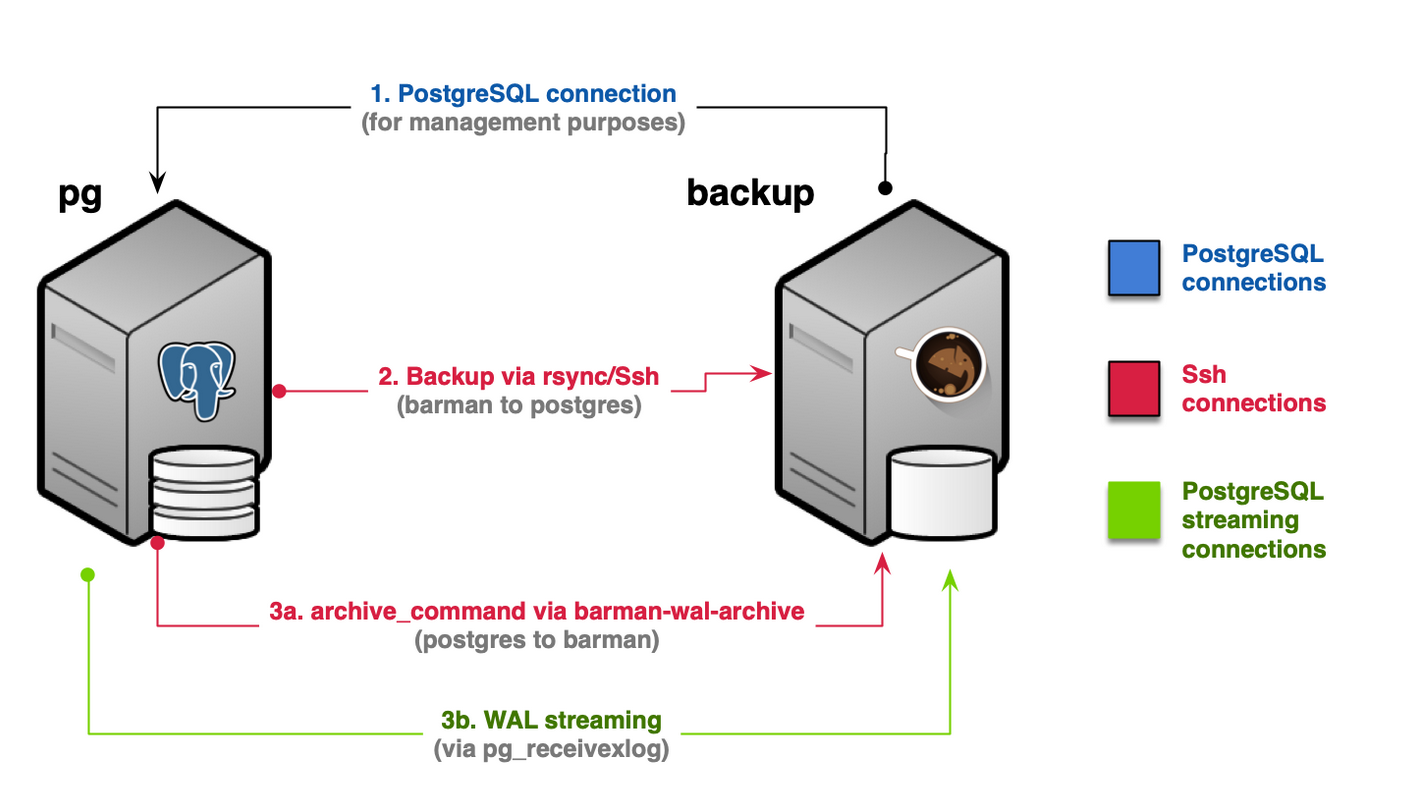 1. PostgreSQL connection
(for management purposes)
pg
backup
PostgreSQL
connections
2. Backup via rsync/Ssh
(barman to postgres)
Ssh
connections
PostgreSQL
streaming
connections
3a. archive_command via barman-wal-archive
(postgres to barman)
3b. WAL streaming
(via pg_receivexlog)